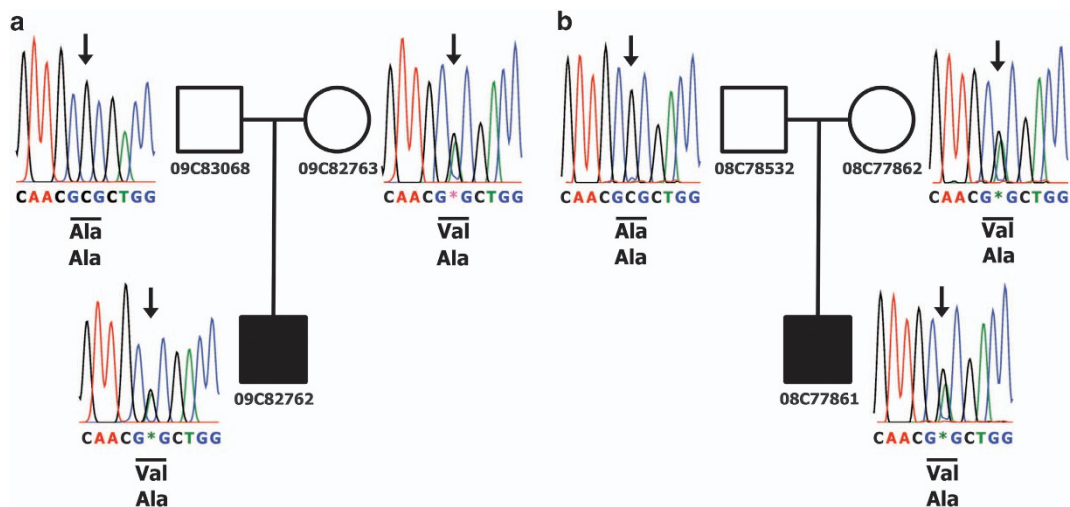 a
b
09C83068
09C82763
CAACGCGCTGG
Ala
Ala
CAACG*GCTGG
Val
Ala
09C82762
CAACG*GCTGG
Val
Ala
08C78532
08C77862
CAACGCGCTGG
Ala
Ala
CAACG*GCTGG
Val
Ala
08C77861
CAACG*GCTGG
Val
Ala